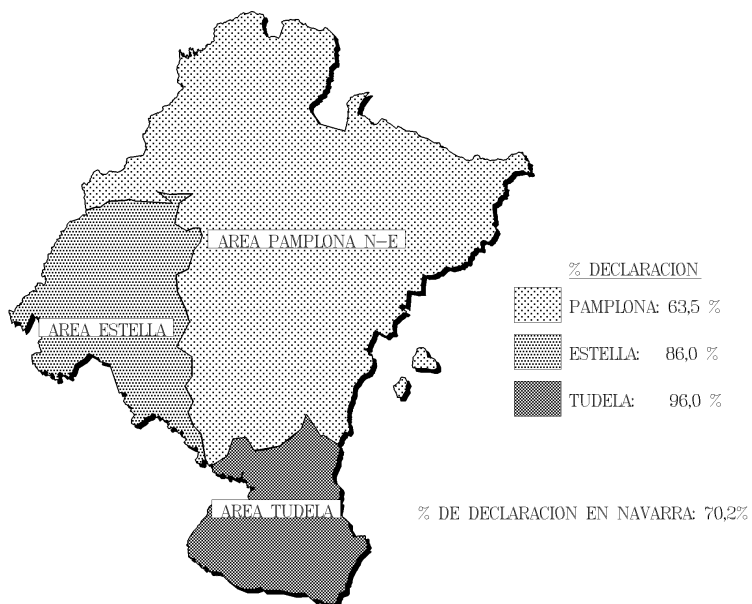 AREA PAMPLONA N-E
% DECLARACION
PAMPLONA: 63,5 %
AREA ESTELLA
ESTELLA: 86,0 %
TUDELA: 96,0 %
AREA TUDELA
% DE DECLARACION EN NAVARRA: 70,2%